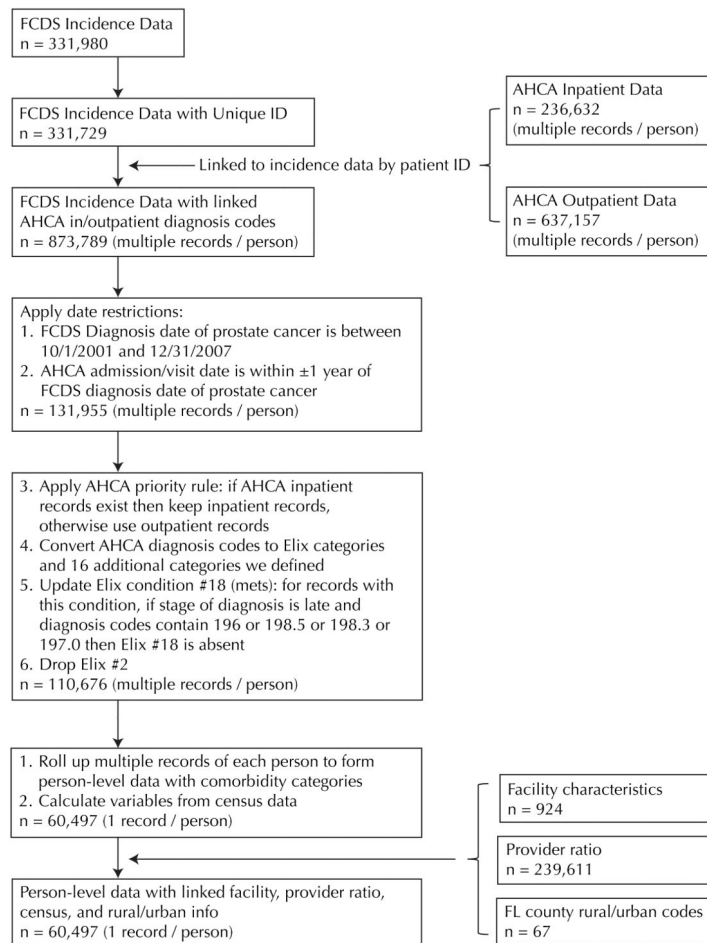 FCDS Incidence Data
n = 331,980
FCDS Incidence Data with Unique ID
n = 331,729
AHCA Inpatient Data
n = 236,632
(multiple records / person)
Linked to incidence data by patient ID
AHCA Outpatient Data
n = 637,157
(multiple records / person)
FCDS Incidence Data with linked
AHCA in/outpatient diagnosis codes
n = 873,789 (multiple records / person)
Apply date restrictions:
1. FCDS Diagnosis date of prostate cancer is between
10/1/2001 and 12/31/2007
2. AHCA admission/visit date is within ±1 year of
FCDS diagnosis date of prostate cancer
n = 131,955 (multiple records / person)
3. Apply AHCA priority rule: if AHCA inpatient
records exist then keep inpatient records,
otherwise use outpatient records
4. Convert AHCA diagnosis codes to Elix categories
and 16 additional categories we defined
5. Update Elix condition #18 (mets): for records with
this condition, if stage of diagnosis is late and
diagnosis codes contain 196 or 198.5 or 198.3 or
197.0 then Elix #18 is absent
6. Drop Elix #2
n = 110,676 (multiple records / person)
1. Roll up multiple records of each person to form
person-level data with comorbidity categories
2. Calculate variables from census data
n = 60,497 (1 record / person)
Facility characteristics
n = 924
Provider ratio
n = 239,611
FL county rural/urban codes
n = 67
Person-level data with linked facility, provider ratio,
census, and rural/urban info
n = 60,497 (1 record / person)